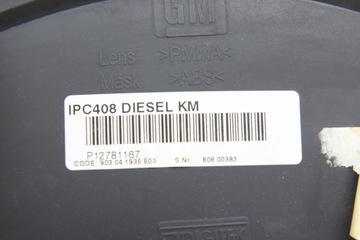 GM
Lens >PMMA<
Mask >ABS<
IPC408 DIESEL KM
P12781167
CODE: 903.04.1935 E03 S.Nr. 808 00383